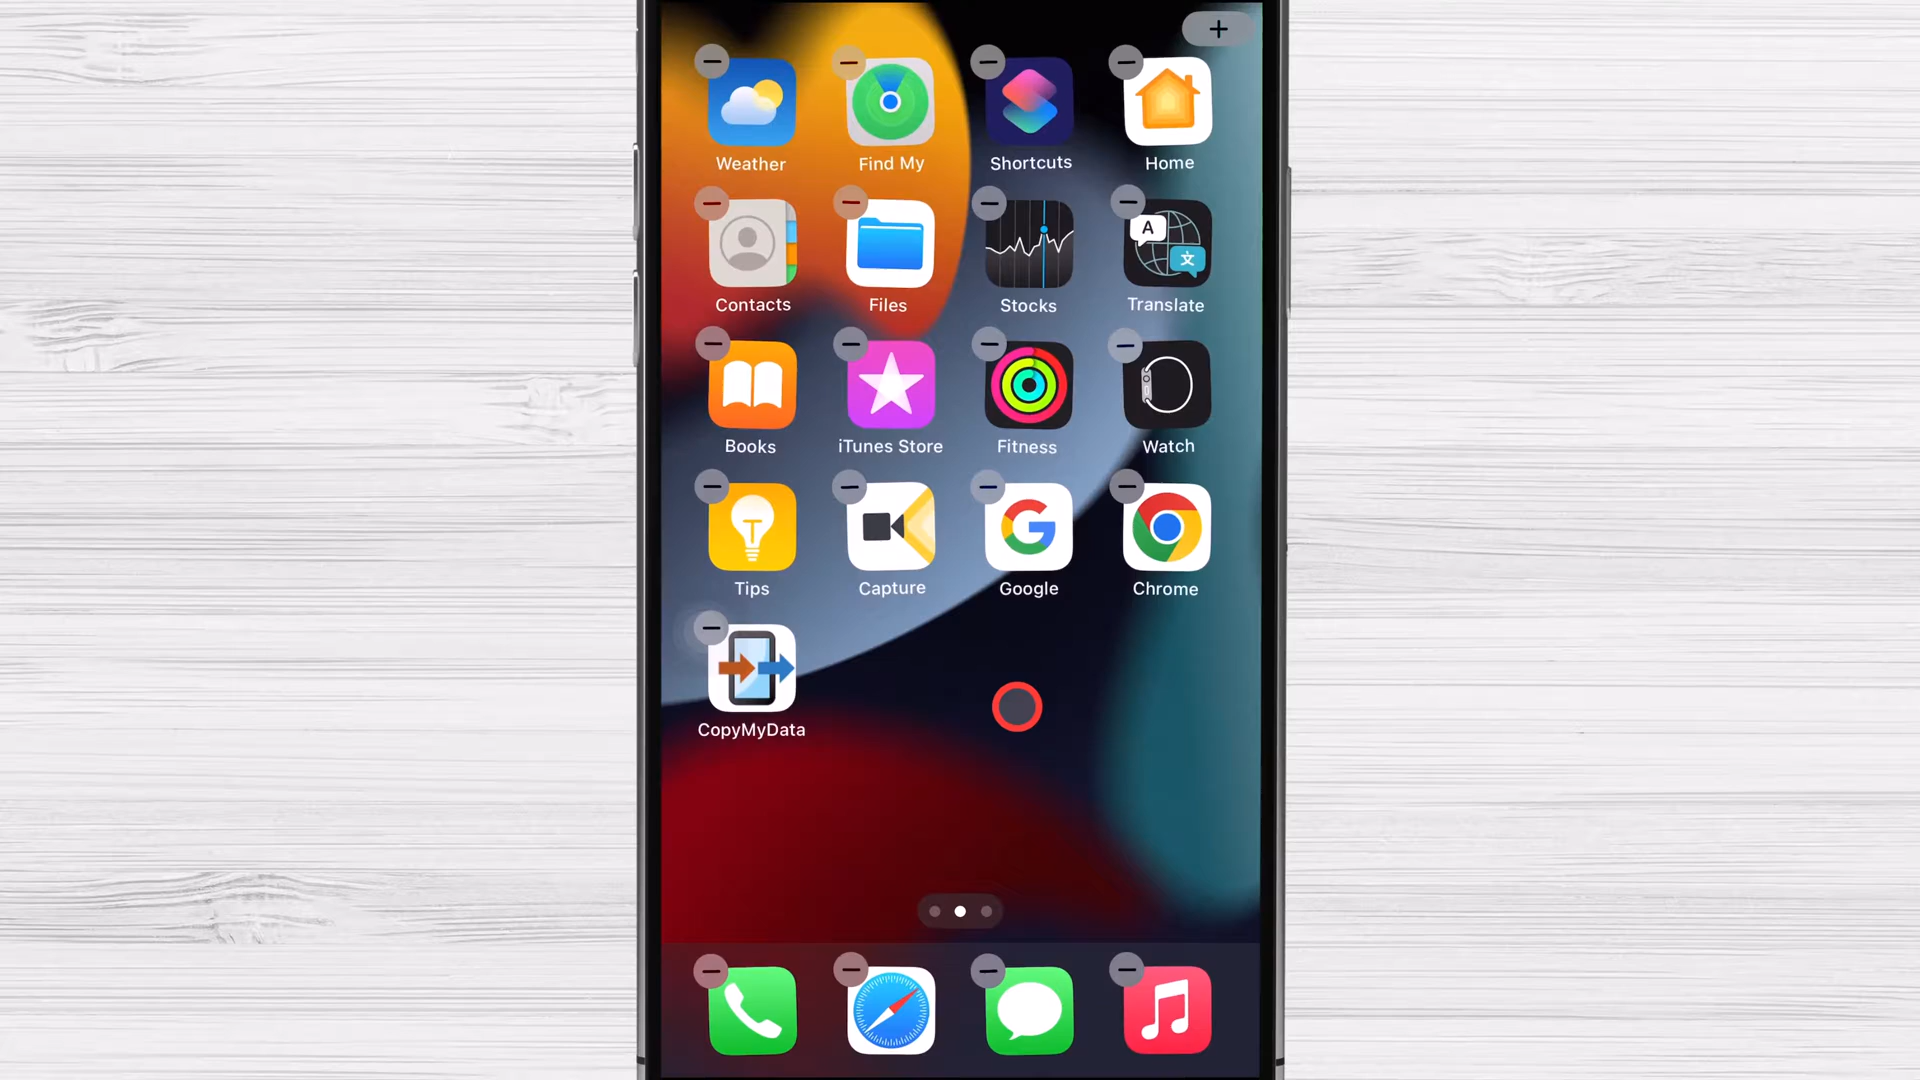 Weather Find My Shortcuts Home
Contacts Files Stocks Translate
A
文
Books iTunes Store Fitness Watch
Tips Capture Google Chrome
CopyMyData